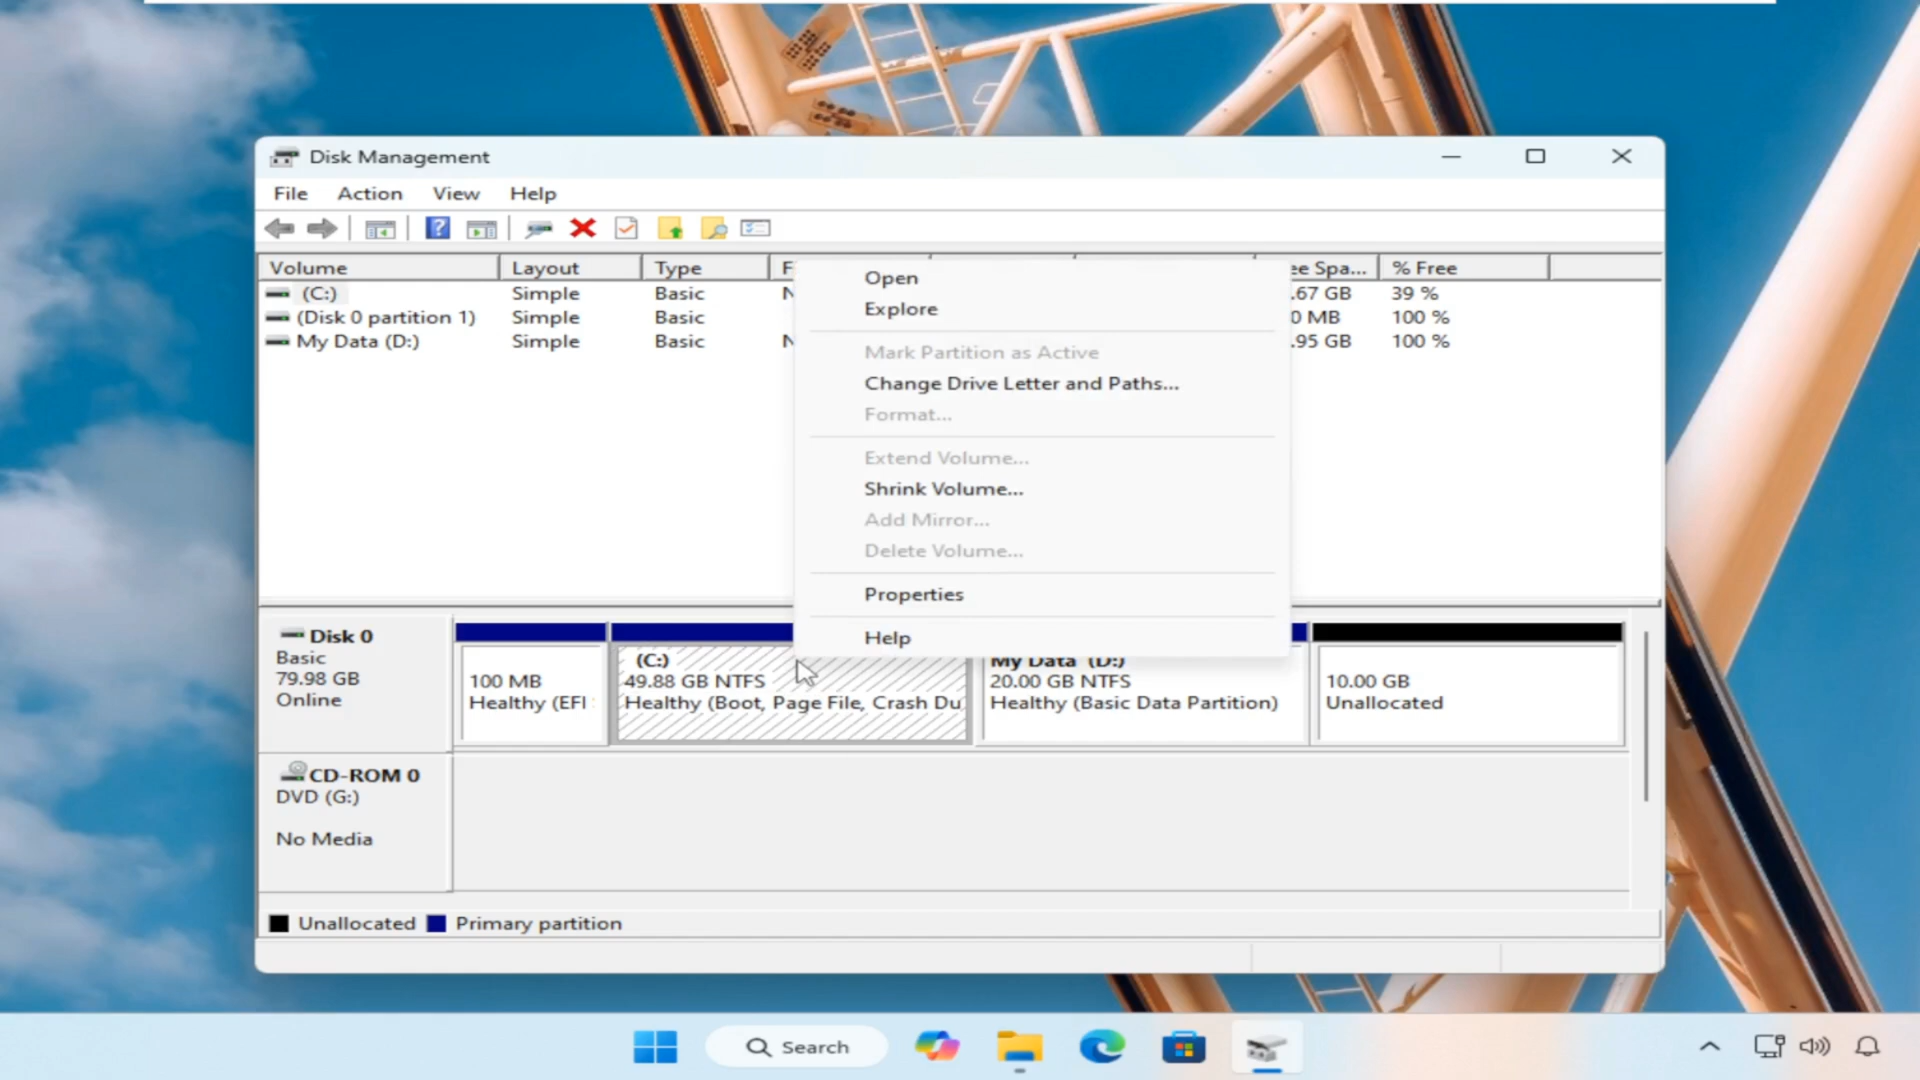 Disk Management
File Action View Help
Volume Layout Type F ee Spa... % Free
(C:) Simple Basic N .67 GB 39 %
(Disk 0 partition 1) Simple Basic 0 MB 100 %
My Data (D:) Simple Basic N .95 GB 100 %
Open
Explore
Mark Partition as Active
Change Drive Letter and Paths...
Format...
Extend Volume...
Shrink Volume...
Add Mirror...
Delete Volume...
Properties
Help
Disk 0
Basic
79.98 GB
Online
100 MB
Healthy (EFI
(C:)
49.88 GB NTFS
Healthy (Boot, Page File, Crash Du
My Data (D:)
20.00 GB NTFS
Healthy (Basic Data Partition)
10.00 GB
Unallocated
CD-ROM 0
DVD (G:)
No Media
Unallocated Primary partition
Search